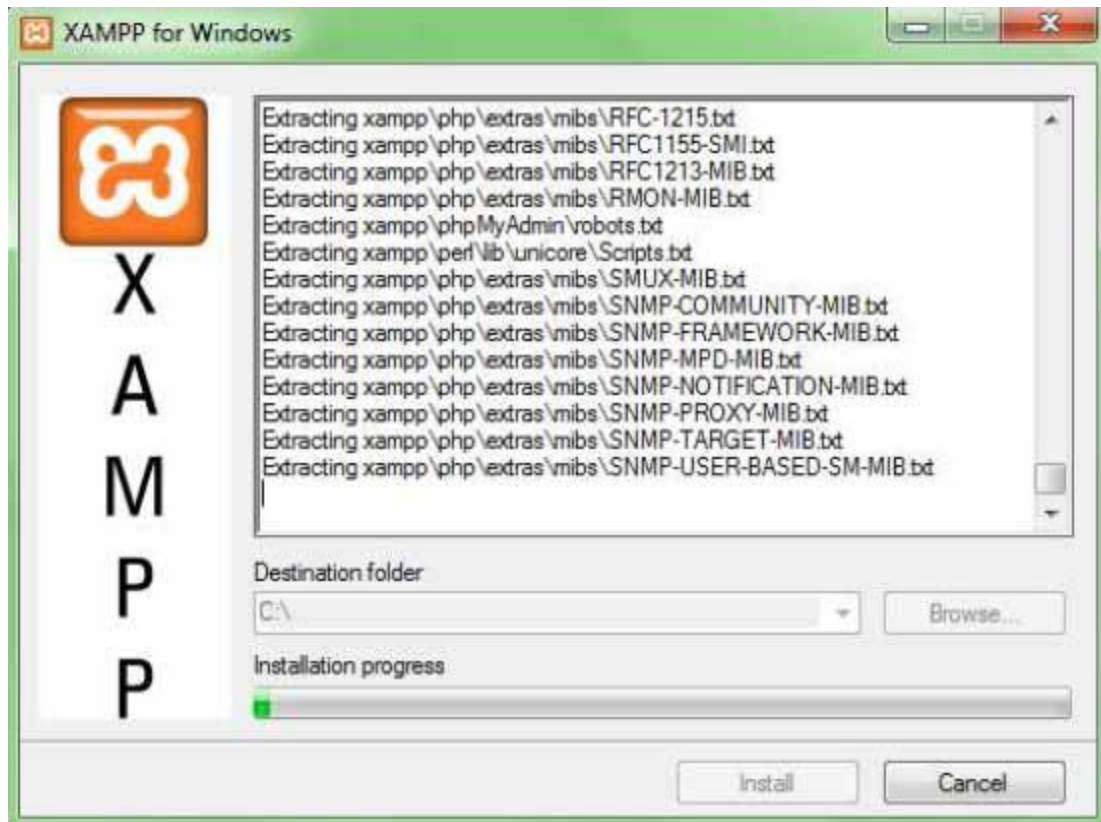 XAMPP for Windows
X
A
M
P
P
Extracting xampp\php\extras\mibs\RFC-1215.txt
Extracting xampp\php\extras\mibs\RFC1155-SMI.txt
Extracting xampp\php\extras\mibs\RFC1213-MIB.txt
Extracting xampp\php\extras\mibs\RMON-MIB.txt
Extracting xampp\phpMyAdmin\robots.txt
Extracting xampp\perl\lib\unicore\Scripts.txt
Extracting xampp\php\extras\mibs\SMUX-MIB.txt
Extracting xampp\php\extras\mibs\SNMP-COMMUNITY-MIB.txt
Extracting xampp\php\extras\mibs\SNMP-FRAMEWORK-MIB.txt
Extracting xampp\php\extras\mibs\SNMP-MPD-MIB.txt
Extracting xampp\php\extras\mibs\SNMP-NOTIFICATION-MIB.txt
Extracting xampp\php\extras\mibs\SNMP-PROXY-MIB.txt
Extracting xampp\php\extras\mibs\SNMP-TARGET-MIB.txt
Extracting xampp\php\extras\mibs\SNMP-USER-BASED-SM-MIB.txt
Destination folder
C:\
Browse...
Installation progress
Install
Cancel